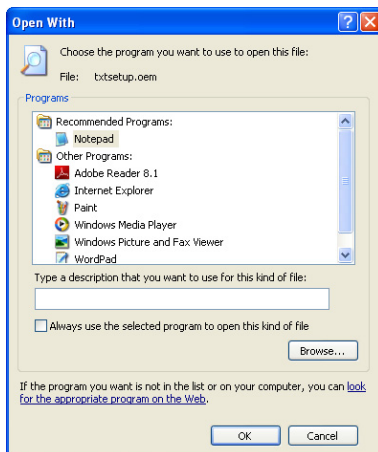 Open With
Choose the program you want to use to open this file:
File: txtsetup.oem
Programs
Recommended Programs:
Notepad
Other Programs:
Adobe Reader 8.1
Internet Explorer
Paint
Windows Media Player
Windows Picture and Fax Viewer
WordPad
Type a description that you want to use for this kind of file:
Always use the selected program to open this kind of file
Browse...
If the program you want is not in the list or on your computer, you can look
for the appropriate program on the Web.
OK Cancel